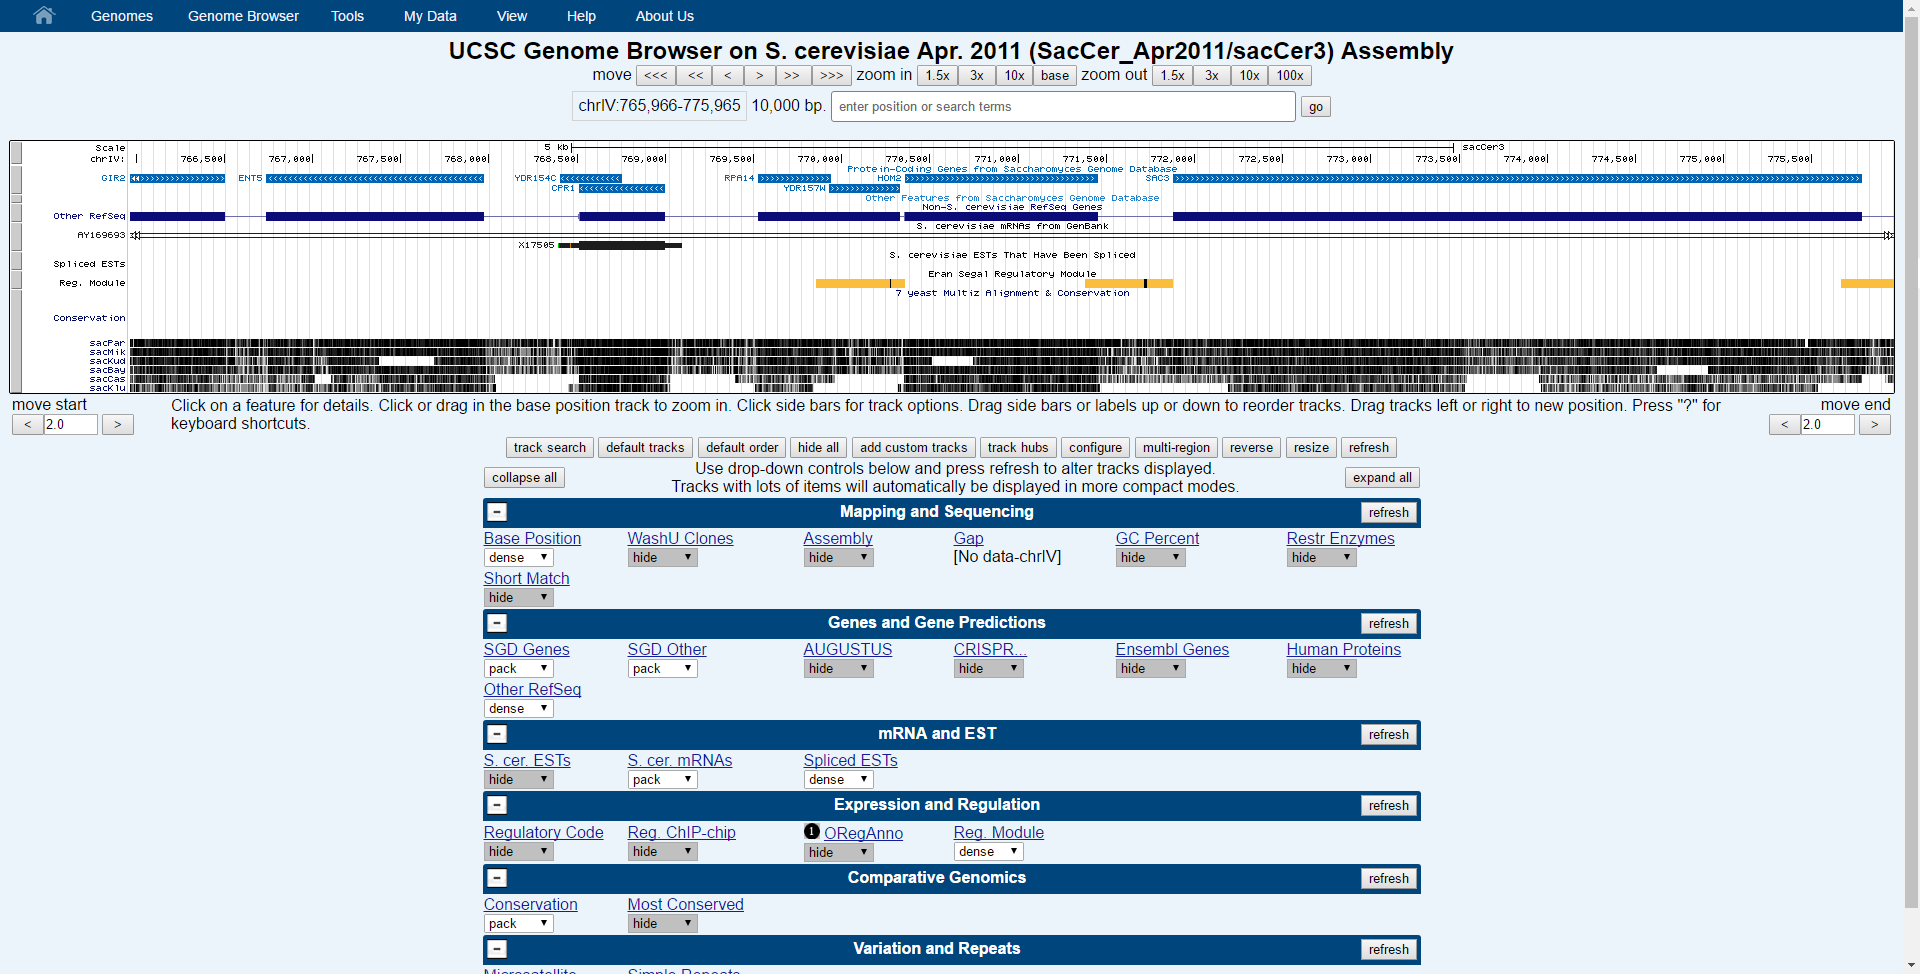 Genomes Genome Browser Tools My Data View Help About Us
UCSC Genome Browser on S. cerevisiae Apr. 2011 (SacCer_Apr2011/sacCer3) Assembly
move <<< << < > >> >>> zoom in 1.5x 3x 10x base zoom out 1.5x 3x 10x 100x
chrIV:765,966-775,965 10,000 bp. enter position or search terms go
Scale 5 kb sacCer3
chrIV: 766,500 767,000 767,500 768,000 768,500 769,000 769,500 770,000 770,500 771,000 771,500 772,000 772,500 773,000 773,500 774,000 774,500 775,000 775,500
Protein-Coding Genes from Saccharomyces Genome Database
GIR2 ENT5 YDR154C RPA14 HOM2 SAC3
CPR1 YDR157W
Other Features from Saccharomyces Genome Database
Non-S. cerevisiae RefSeq Genes
Other RefSeq
S. cerevisiae mRNAs from GenBank
AY169693
X17505
S. cerevisiae ESTs That Have Been Spliced
Spliced ESTs
Eran Segal Regulatory Module
Reg. Module
7 yeast Multiz Alignment & Conservation
Conservation
sacPar
sacMik
sacKud
sacBay
sacCas
sacKlu
move start Click on a feature for details. Click or drag in the base position track to zoom in. Click side bars for track options. Drag side bars or labels up or down to reorder tracks. Drag tracks left or right to new position. Press "?" for move end
< 2.0 > keyboard shortcuts. < 2.0 >
track search default tracks default order hide all add custom tracks track hubs configure multi-region reverse resize refresh
collapse all Use drop-down controls below and press refresh to alter tracks displayed. expand all
Tracks with lots of items will automatically be displayed in more compact modes.
- Mapping and Sequencing refresh
Base Position WashU Clones Assembly Gap GC Percent Restr Enzymes
dense hide hide [No data-chrIV] hide hide
Short Match
hide
- Genes and Gene Predictions refresh
SGD Genes SGD Other AUGUSTUS CRISPR... Ensembl Genes Human Proteins
pack pack hide hide hide hide
Other RefSeq
dense
- mRNA and EST refresh
S. cer. ESTs S. cer. mRNAs Spliced ESTs
hide pack dense
- Expression and Regulation refresh
Regulatory Code Reg. ChIP-chip 1 ORegAnno Reg. Module
hide hide hide dense
- Comparative Genomics refresh
Conservation Most Conserved
pack hide
- Variation and Repeats refresh
Microsatellite Simple Repeats